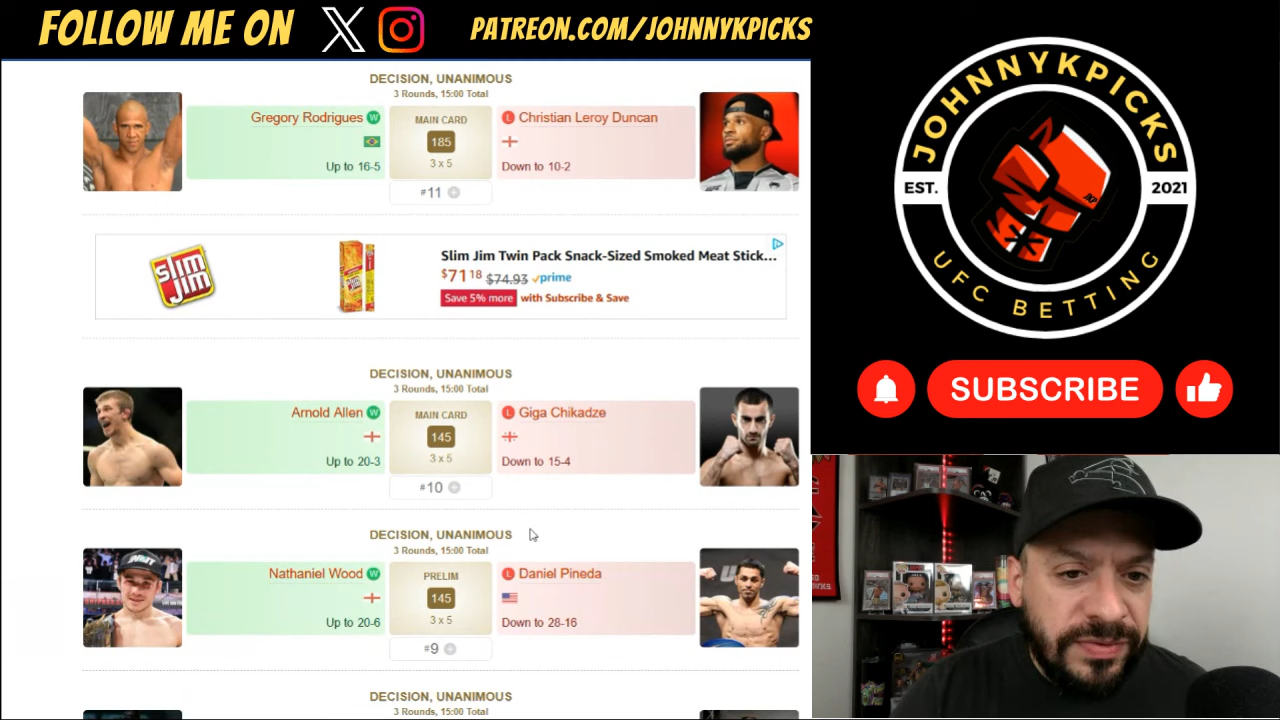 FOLLOW ME ON
PATREON.COM/JOHNNYKPICKS
DECISION, UNANIMOUS
3 Rounds, 15:00 Total
Gregory Rodrigues W
Up to 16-5
MAIN CARD
185
3 x 5
#11
L Christian Leroy Duncan
Down to 10-2
Slim Jim
Slim Jim Twin Pack Snack-Sized Smoked Meat Stick...
$71 18 $74.93 prime
Save 5% more with Subscribe & Save
DECISION, UNANIMOUS
3 Rounds, 15:00 Total
Arnold Allen W
Up to 20-3
MAIN CARD
145
3 x 5
#10
L Giga Chikadze
Down to 15-4
DECISION, UNANIMOUS
3 Rounds, 15:00 Total
Nathaniel Wood W
Up to 20-6
PRELIM
145
3 x 5
#9
L Daniel Pineda
Down to 28-16
DECISION, UNANIMOUS
3 Rounds, 15:00 Total
JOHNNYKPICKS
EST. 2021
JKP
UFC BETTING
SUBSCRIBE